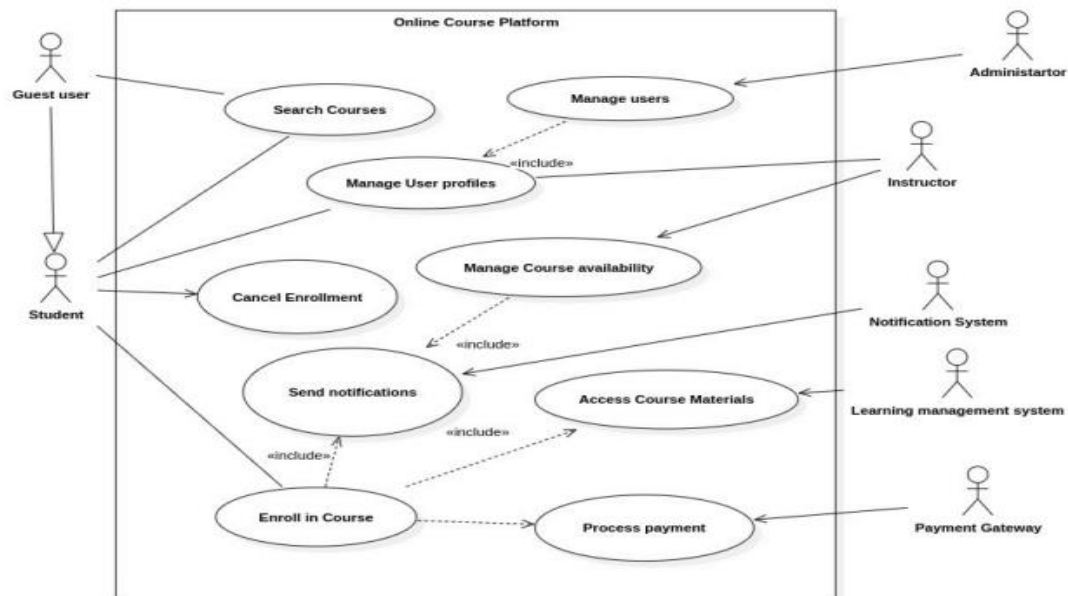 Online Course Platform
Guest user
Administartor
Search Courses
Manage users
«include»
Manage User profiles
Instructor
Manage Course availability
Cancel Enrollment
Student
Notification System
«include»
Send notifications
Access Course Materials
Learning management system
«include»
«include»
Enroll in Course
Process payment
Payment Gateway